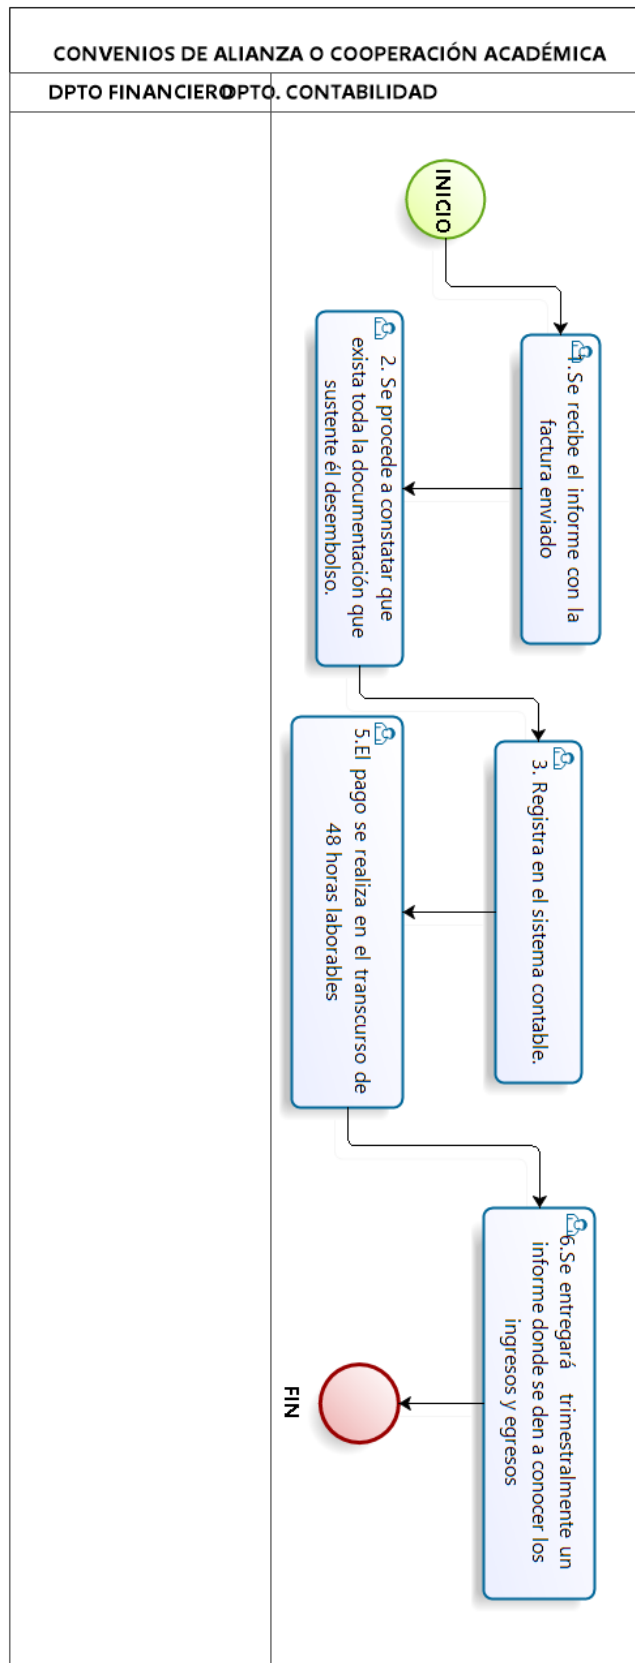 CONVENIOS DE ALIANZA O COOPERACIÓN ACADÉMICA
DPTO FINANCIERO
DPTO. CONTABILIDAD
INICIO
1.Se recibe el informe con la
factura enviado
2. Se procede a constatar que
exista toda la documentación que
sustente él desembolso.
3. Registra en el sistema contable.
5.El pago se realiza en el transcurso de
48 horas laborables
6.Se entregará trimestralmente un
informe donde se den a conocer los
ingresos y egresos
FIN